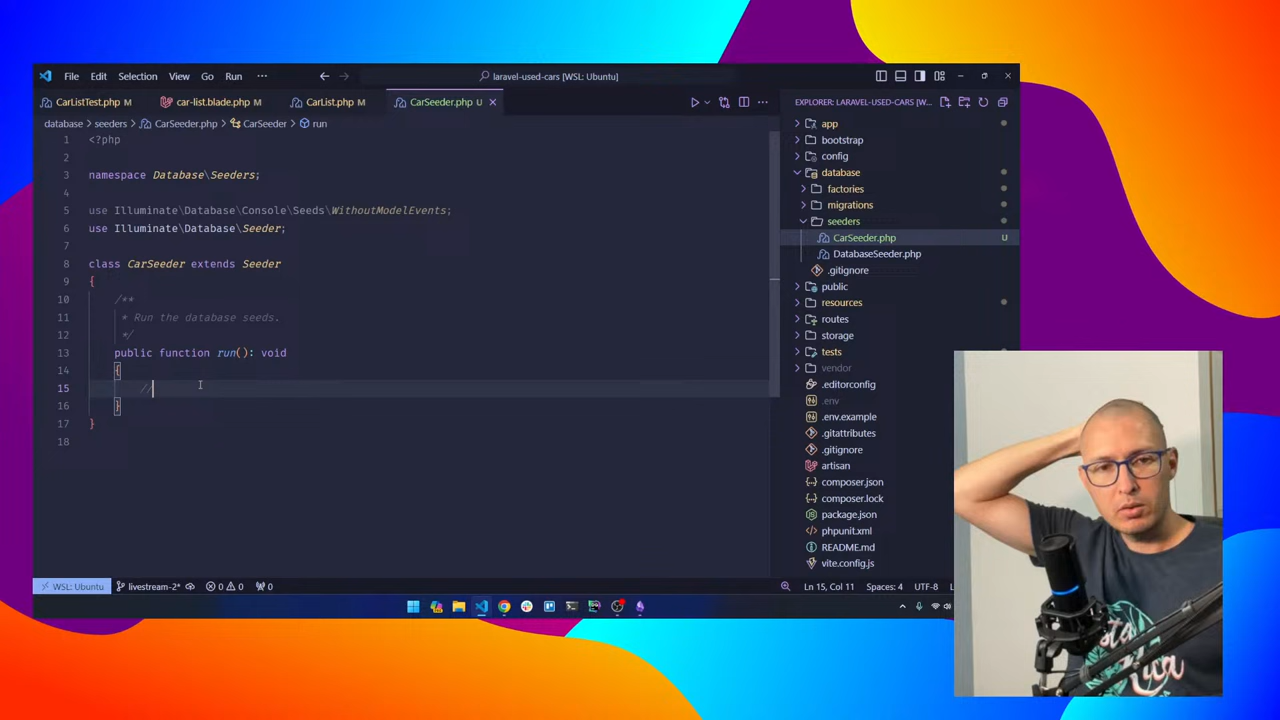 File Edit Selection View Go Run ··· laravel-used-cars [WSL: Ubuntu]
CarListTest.php M car-list.blade.php M CarList.php M CarSeeder.php U
database > seeders > CarSeeder.php > CarSeeder > run
1 <?php
2
3 namespace Database\Seeders;
4
5 use Illuminate\Database\Console\Seeds\WithoutModelEvents;
6 use Illuminate\Database\Seeder;
7
8 class CarSeeder extends Seeder
9 {
10 /**
11 * Run the database seeds.
12 */
13 public function run(): void
14 {
15 //
16 }
17 }
18
EXPLORER: LARAVEL-USED-CARS [W...
app
bootstrap
config
database
factories
migrations
seeders
CarSeeder.php U
DatabaseSeeder.php
.gitignore
public
resources
routes
storage
tests
vendor
.editorconfig
.env
.env.example
.gitattributes
.gitignore
artisan
composer.json
composer.lock
package.json
phpunit.xml
README.md
vite.config.js
WSL: Ubuntu livestream-2* 0 0 0 Ln 15, Col 11 Spaces: 4 UTF-8